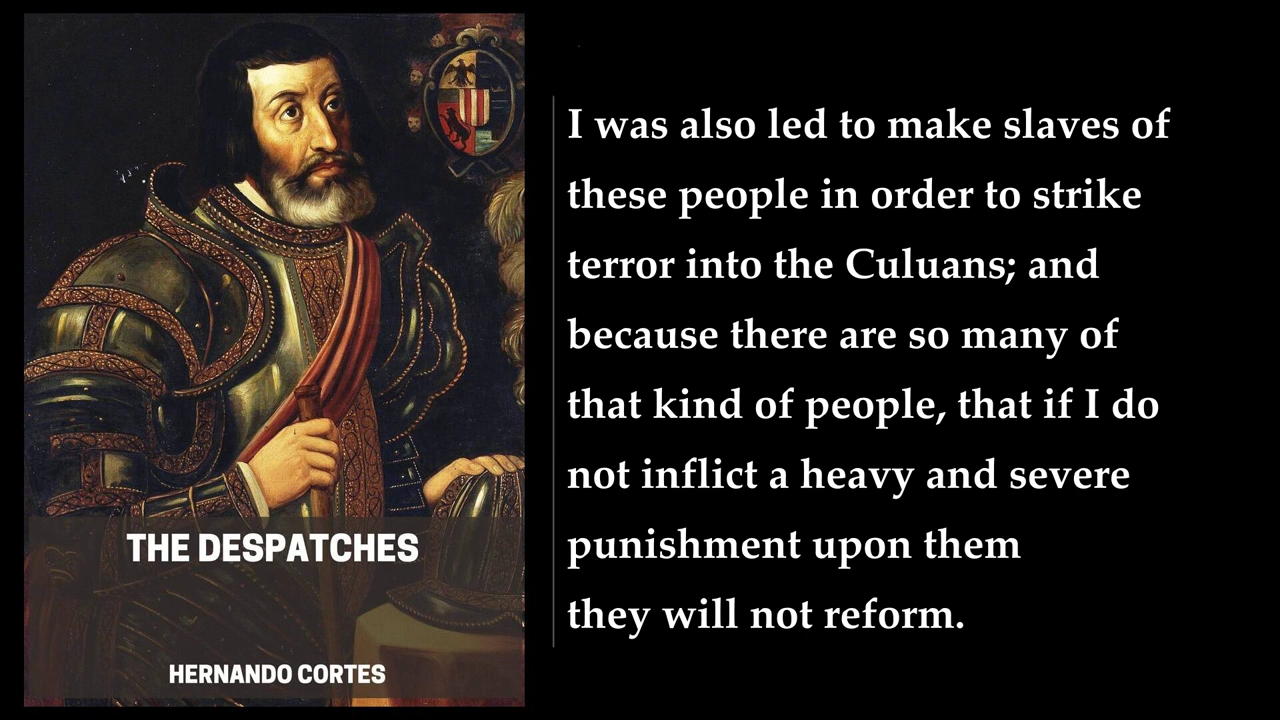 THE DESPATCHES
HERNANDO CORTES
I was also led to make slaves of
these people in order to strike
terror into the Culuans; and
because there are so many of
that kind of people, that if I do
not inflict a heavy and severe
punishment upon them
they will not reform.